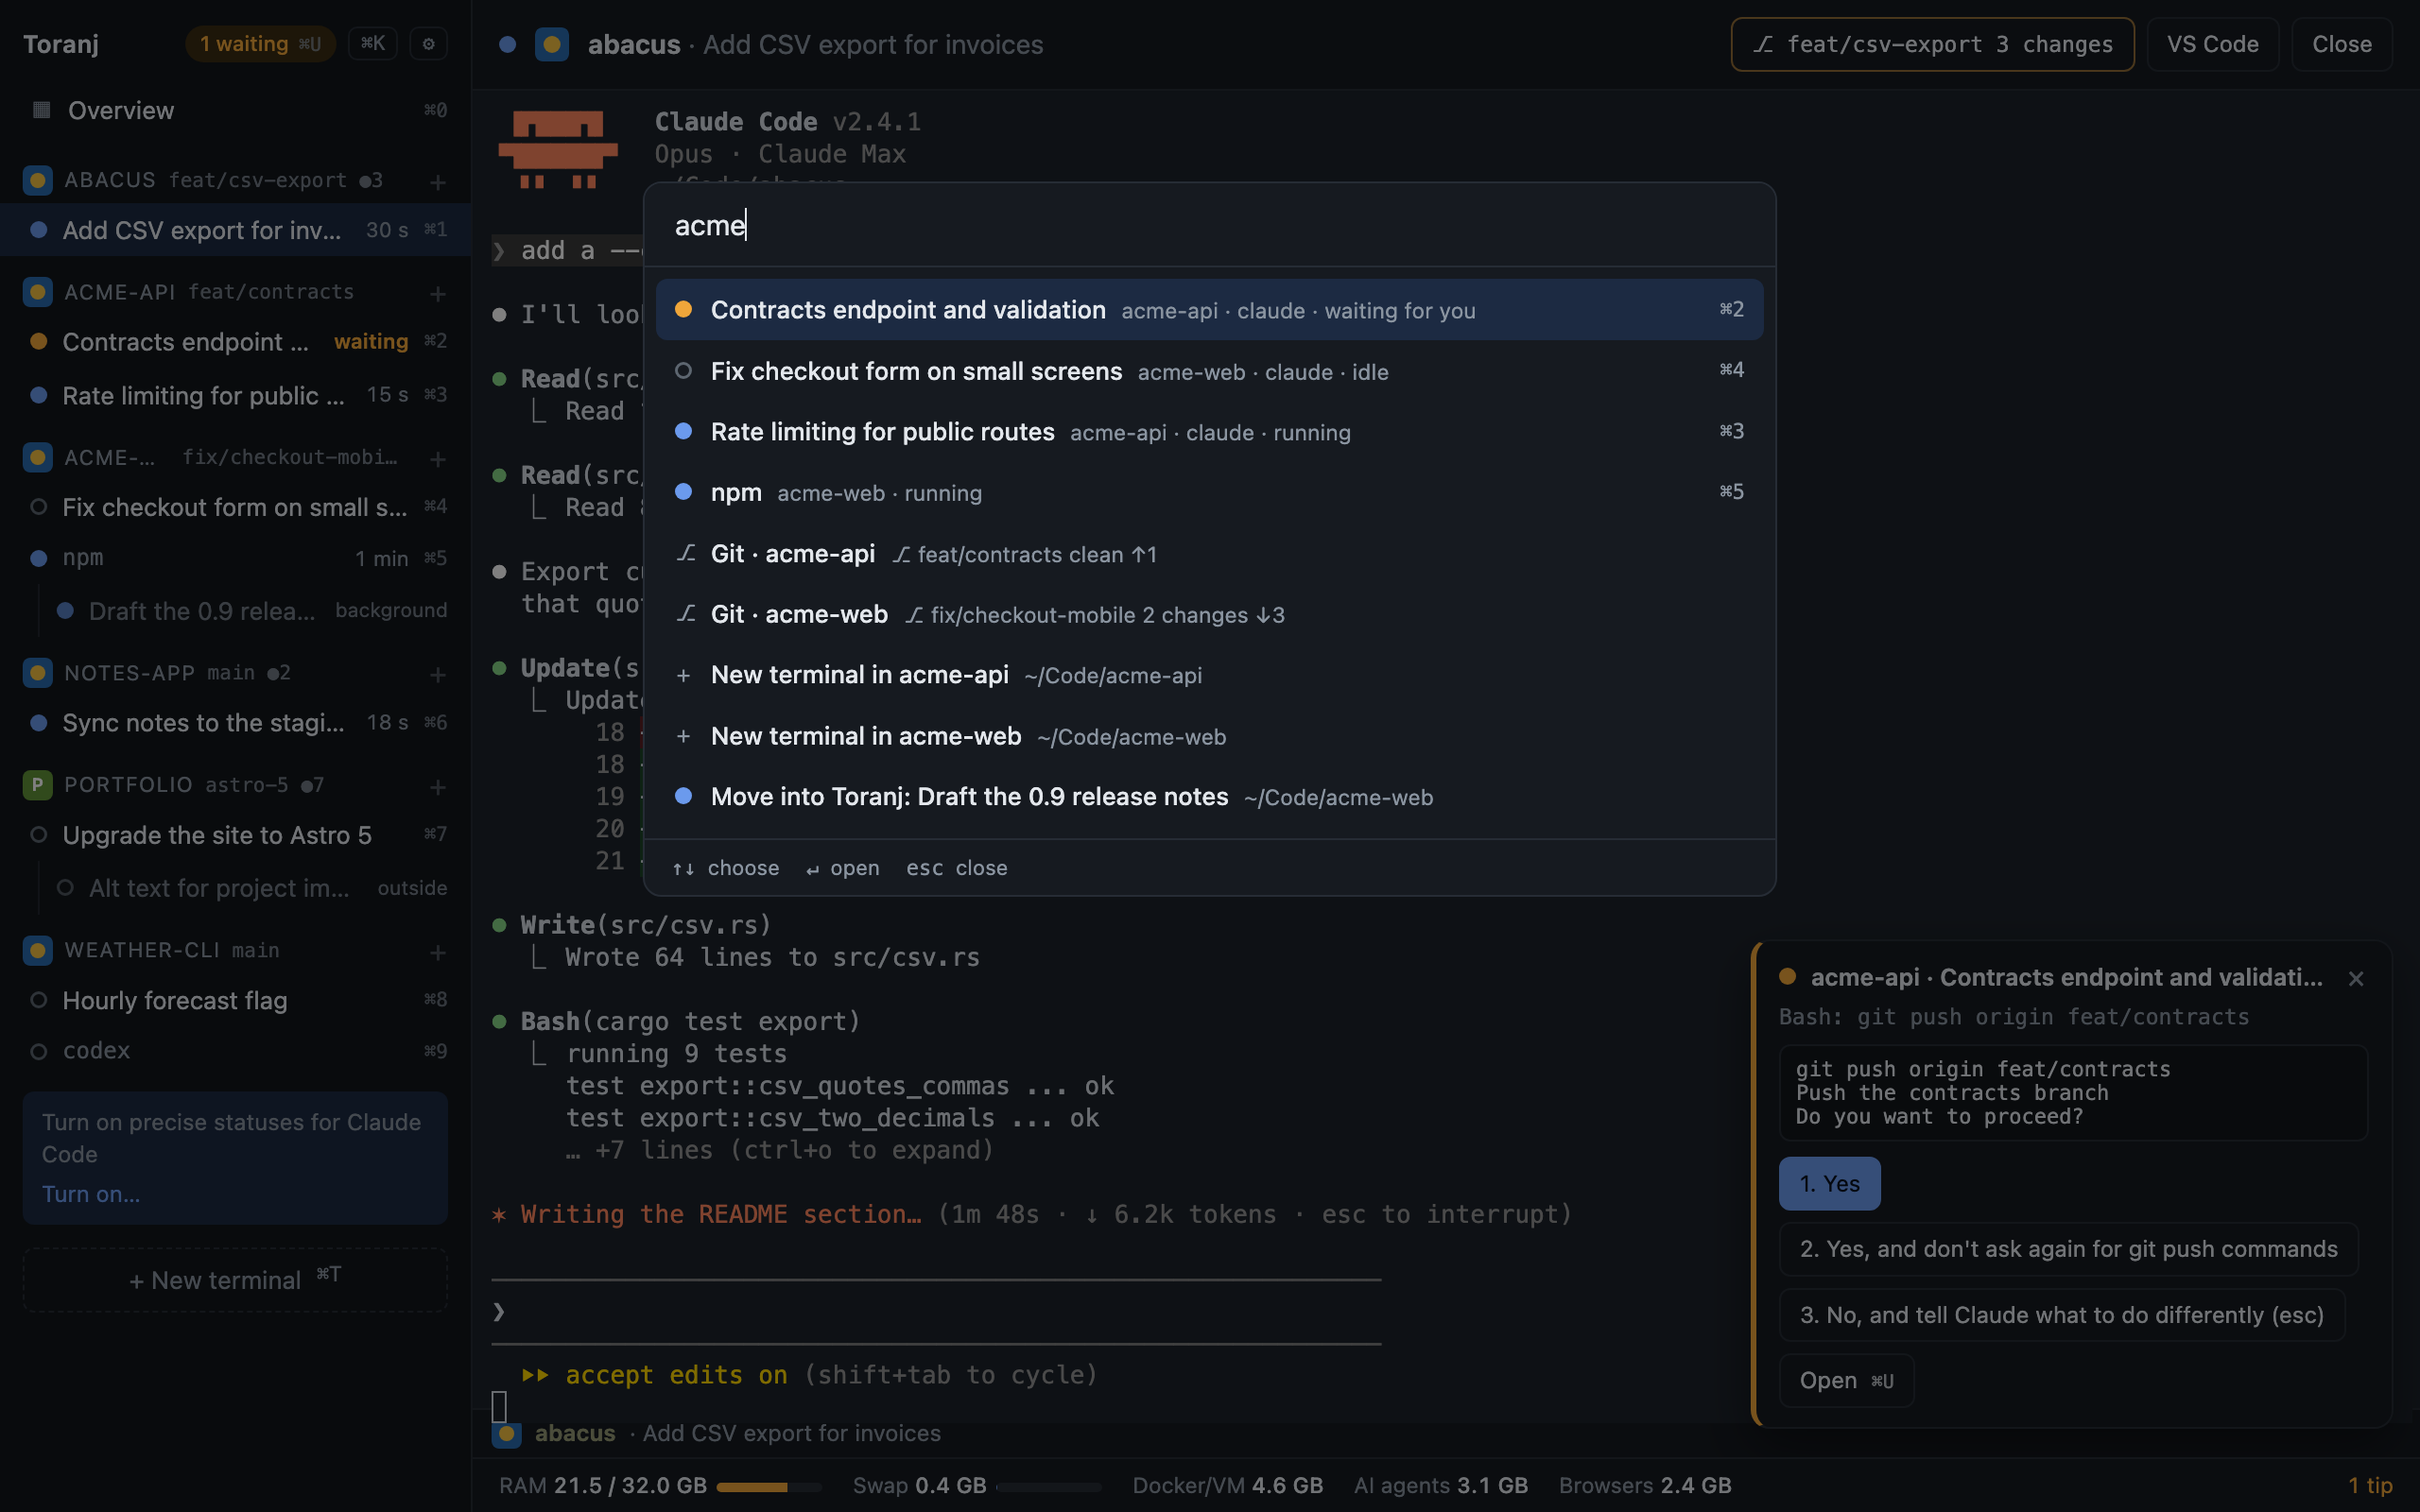 Toranj
1 waiting ⌘U
⌘K
Overview ⌘0
ABACUS feat/csv-export ●3 +
Add CSV export for inv... 30 s ⌘1
ACME-API feat/contracts +
Contracts endpoint ... waiting ⌘2
Rate limiting for public ... 15 s ⌘3
ACME-... fix/checkout-mobi... +
Fix checkout form on small s... ⌘4
npm 1 min ⌘5
Draft the 0.9 relea... background
NOTES-APP main ●2 +
Sync notes to the stagi... 18 s ⌘6
P PORTFOLIO astro-5 ●7 +
Upgrade the site to Astro 5 ⌘7
Alt text for project im... outside
WEATHER-CLI main +
Hourly forecast flag ⌘8
codex ⌘9
Turn on precise statuses for Claude
Code
Turn on...
+ New terminal ⌘T
abacus · Add CSV export for invoices
feat/csv-export 3 changes
VS Code
Close
Claude Code v2.4.1
Opus · Claude Max
❯ add a
● I'll
● Read(src/
Read
● Read(src/
Read
● Export
that
● Update(s
18
18
19
20
21
● Write(src/csv.rs)
Wrote 64 lines to src/csv.rs
● Bash(cargo test export)
running 9 tests
test export::csv_quotes_commas ... ok
test export::csv_two_decimals ... ok
… +7 lines (ctrl+o to expand)
✶ Writing the README section… (1m 48s · ↓ 6.2k tokens · esc to interrupt)
❯
⏵⏵ accept edits on (shift+tab to cycle)
abacus · Add CSV export for invoices
RAM 21.5 / 32.0 GB Swap 0.4 GB Docker/VM 4.6 GB AI agents 3.1 GB Browsers 2.4 GB 1 tip
acme
Contracts endpoint and validation acme-api · claude · waiting for you ⌘2
Fix checkout form on small screens acme-web · claude · idle ⌘4
Rate limiting for public routes acme-api · claude · running ⌘3
npm acme-web · running ⌘5
Git · acme-api feat/contracts clean ↑1
Git · acme-web fix/checkout-mobile 2 changes ↓3
+ New terminal in acme-api ~/Code/acme-api
+ New terminal in acme-web ~/Code/acme-web
Move into Toranj: Draft the 0.9 release notes ~/Code/acme-web
↑↓ choose ↵ open esc close
acme-api · Contracts endpoint and validati... ×
Bash: git push origin feat/contracts
git push origin feat/contracts
Push the contracts branch
Do you want to proceed?
1. Yes
2. Yes, and don't ask again for git push commands
3. No, and tell Claude what to do differently (esc)
Open ⌘U